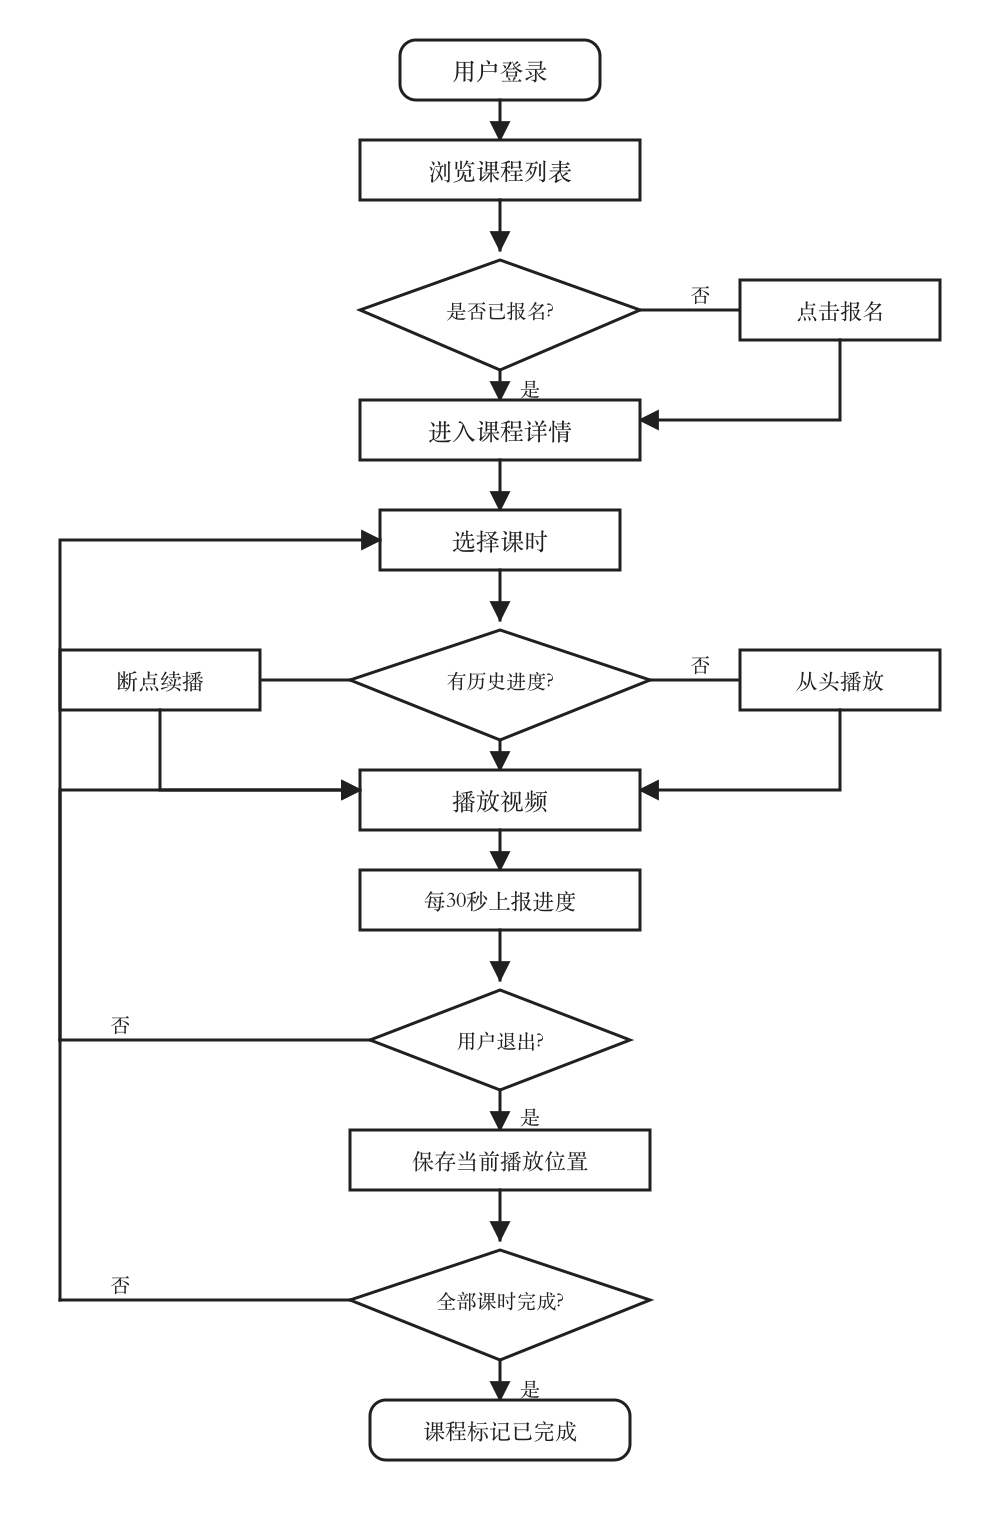 用户登录
浏览课程列表
是否已报名?
否
点击报名
是
进入课程详情
选择课时
断点续播
有历史进度?
否
从头播放
播放视频
每30秒上报进度
否
用户退出?
是
保存当前播放位置
否
全部课时完成?
是
课程标记已完成